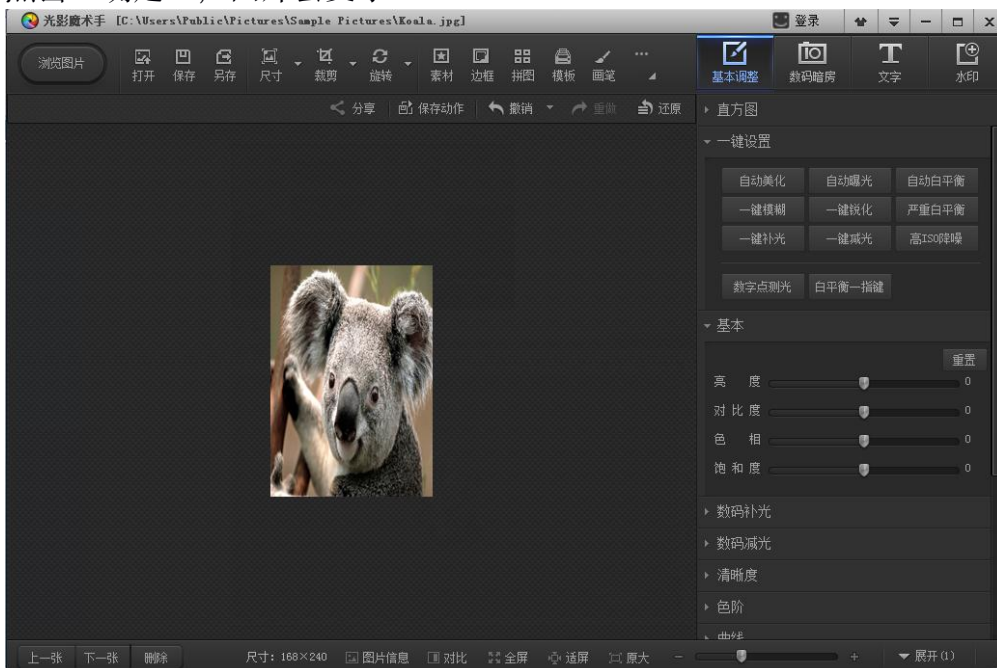 光影魔术手 [C:\Users\Public\Pictures\Sample Pictures\Koala.jpg]
登录
浏览图片
打开 保存 另存 尺寸 裁剪 旋转 素材 边框 拼图 模板 画笔 ...
基本调整 数码暗房 文字 水印
分享 保存动作 撤销 重做 还原
直方图
一键设置
自动美化 自动曝光 自动白平衡
一键模糊 一键锐化 严重白平衡
一键补光 一键减光 高ISO降噪
数字点测光 白平衡一指键
基本
重置
亮 度 0
对比度 0
色 相 0
饱和度 0
数码补光
数码减光
清晰度
色阶
曲线
上一张 下一张 删除 尺寸: 168×240 图片信息 对比 全屏 适屏 原大 - + 展开(1)